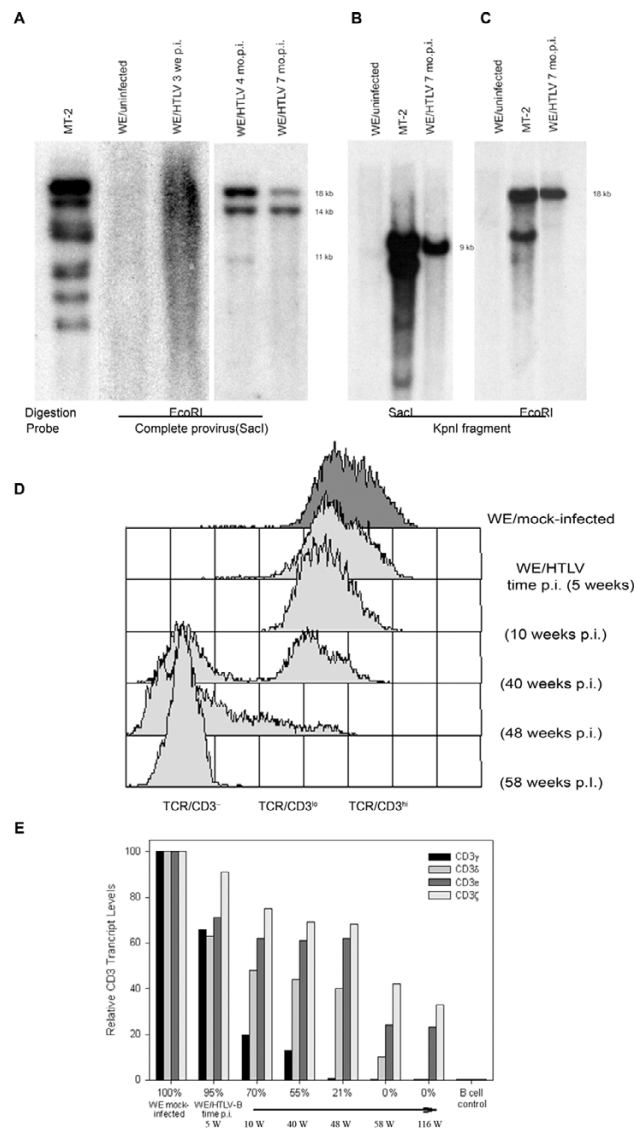 A
B
C
MT-2
WE/uninfected
WE/HTLV 3 we p.i.
WE/HTLV 4 mo.p.i.
WE/HTLV 7 mo.p.i.
WE/uninfected
MT-2
WE/HTLV 7 mo.p.i.
WE/uninfected
MT-2
WE/HTLV 7 mo.p.i.
18 kb
14 kb
11 kb
9 kb
18 kb
Digestion
EcoRI
SacI
EcoRI
Probe
Complete provirus(SacI)
KpnI fragment
D
WE/mock-infected
WE/HTLV
time p.i. (5 weeks)
(10 weeks p.i.)
(40 weeks p.i.)
(48 weeks p.i.)
(58 weeks p.I.)
TCR/CD3⁻ TCR/CD3lo TCR/CD3hi
E
Relative CD3 Trancript Levels
100
80
60
40
20
0
CD3γ
CD3δ
CD3e
CD3ζ
100% 95% 70% 55% 21% 0% 0% B cell
WE mock- WE/HTLV-B control
infected time p.i.
5 W 10 W 40 W 48 W 58 W 116 W